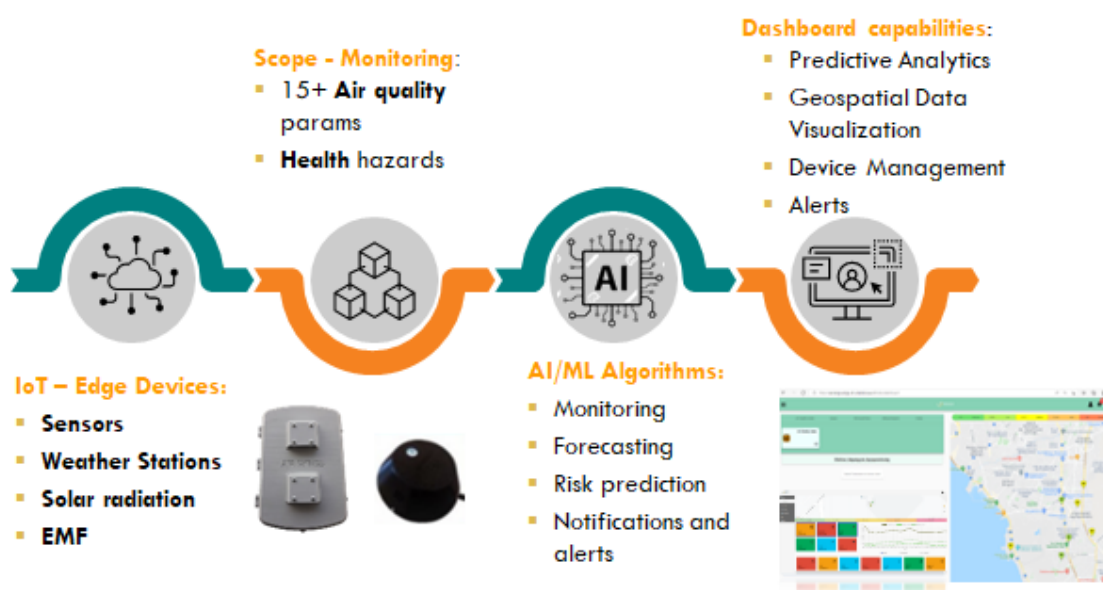 Scope - Monitoring:
▪ 15+ Air quality
params
▪ Health hazards
Dashboard capabilities:
▪ Predictive Analytics
▪ Geospatial Data
Visualization
▪ Device Management
▪ Alerts
AI
IoT – Edge Devices:
▪ Sensors
▪ Weather Stations
▪ Solar radiation
▪ EMF
AI/ML Algorithms:
▪ Monitoring
▪ Forecasting
▪ Risk prediction
▪ Notifications and
alerts